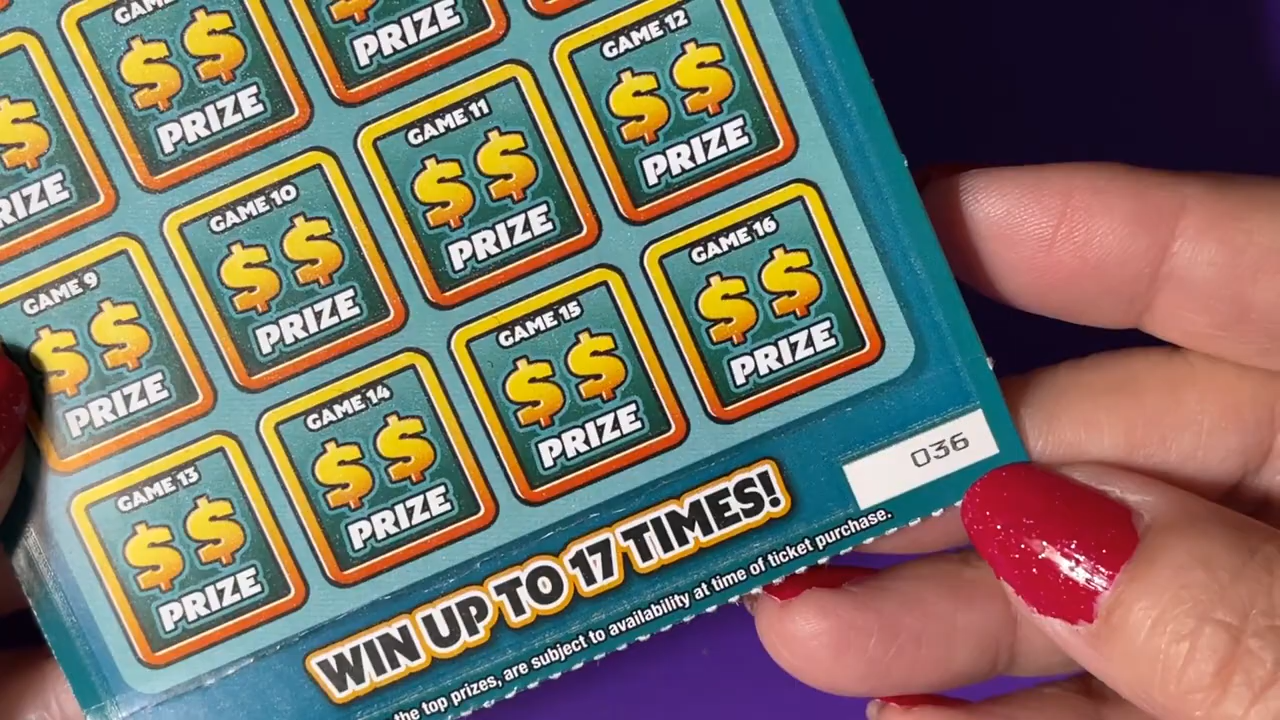 $ $
PRIZE
PRIZE
$
PRIZE
GAME 12
$ $
PRIZE
GAME 11
$ $
PRIZE
GAME 10
$ $
PRIZE
GAME 9
$ $
PRIZE
GAME 16
$ $
PRIZE
GAME 15
$ $
PRIZE
GAME 14
$ $
PRIZE
GAME 13
$ $
PRIZE
036
WIN UP TO 17 TIMES!
the top prizes, are subject to availability at time of ticket purchase.